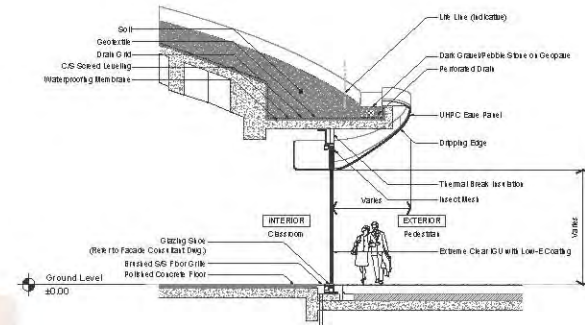 Soil
Geotextile
Drain Grid
C/S Screed Leveling
Waterproofing Membrane
Life Line (Indicative)
Dark Gravel/Pebble Stone on Geopave
Perforated Drain
UHPC Eave Panel
Dripping Edge
Thermal Break Insulation
Varies
Insect Mesh
INTERIOR
Classroom
EXTERIOR
Pedestrian
Varies
Glazing Shoe
(Refer to Facade Consultant Dwg.)
Brushed S/S Floor Grille
Polished Concrete Floor
Extreme Clear IGU with Low-E Coating
Ground Level
±0.00